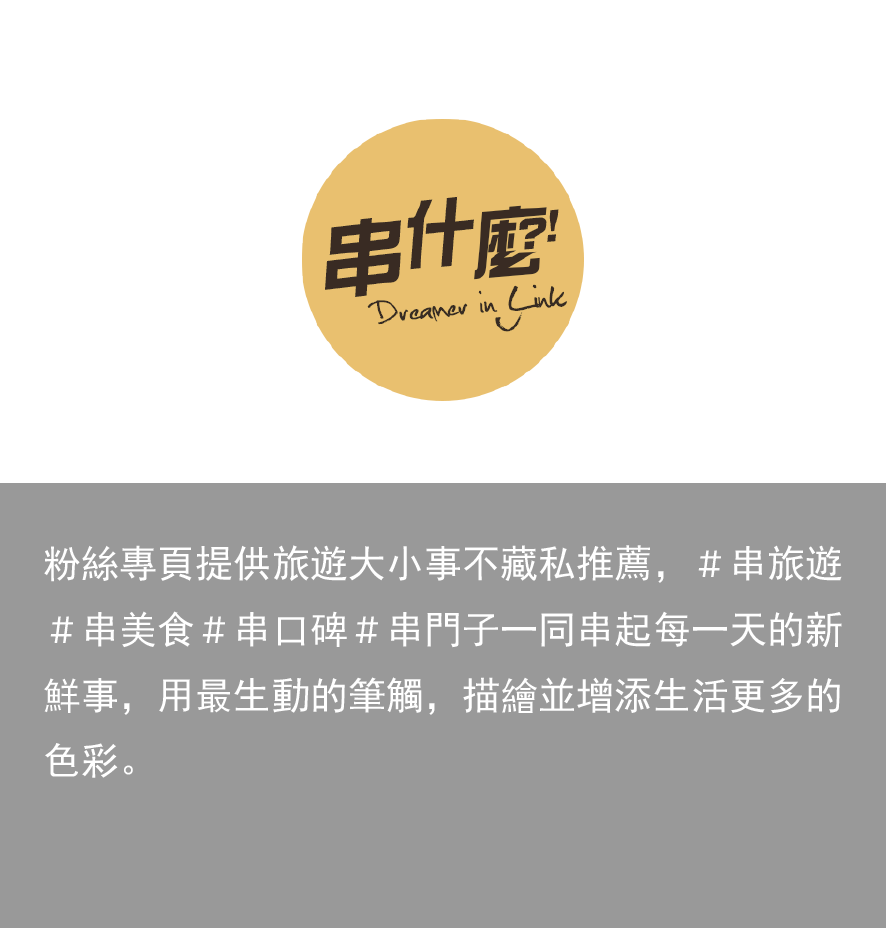 串什麼?!
Dreamer in Link
粉絲專頁提供旅遊大小事不藏私推薦，＃串旅遊
＃串美食＃串口碑＃串門子一同串起每一天的新
鮮事，用最生動的筆觸，描繪並增添生活更多的
色彩。